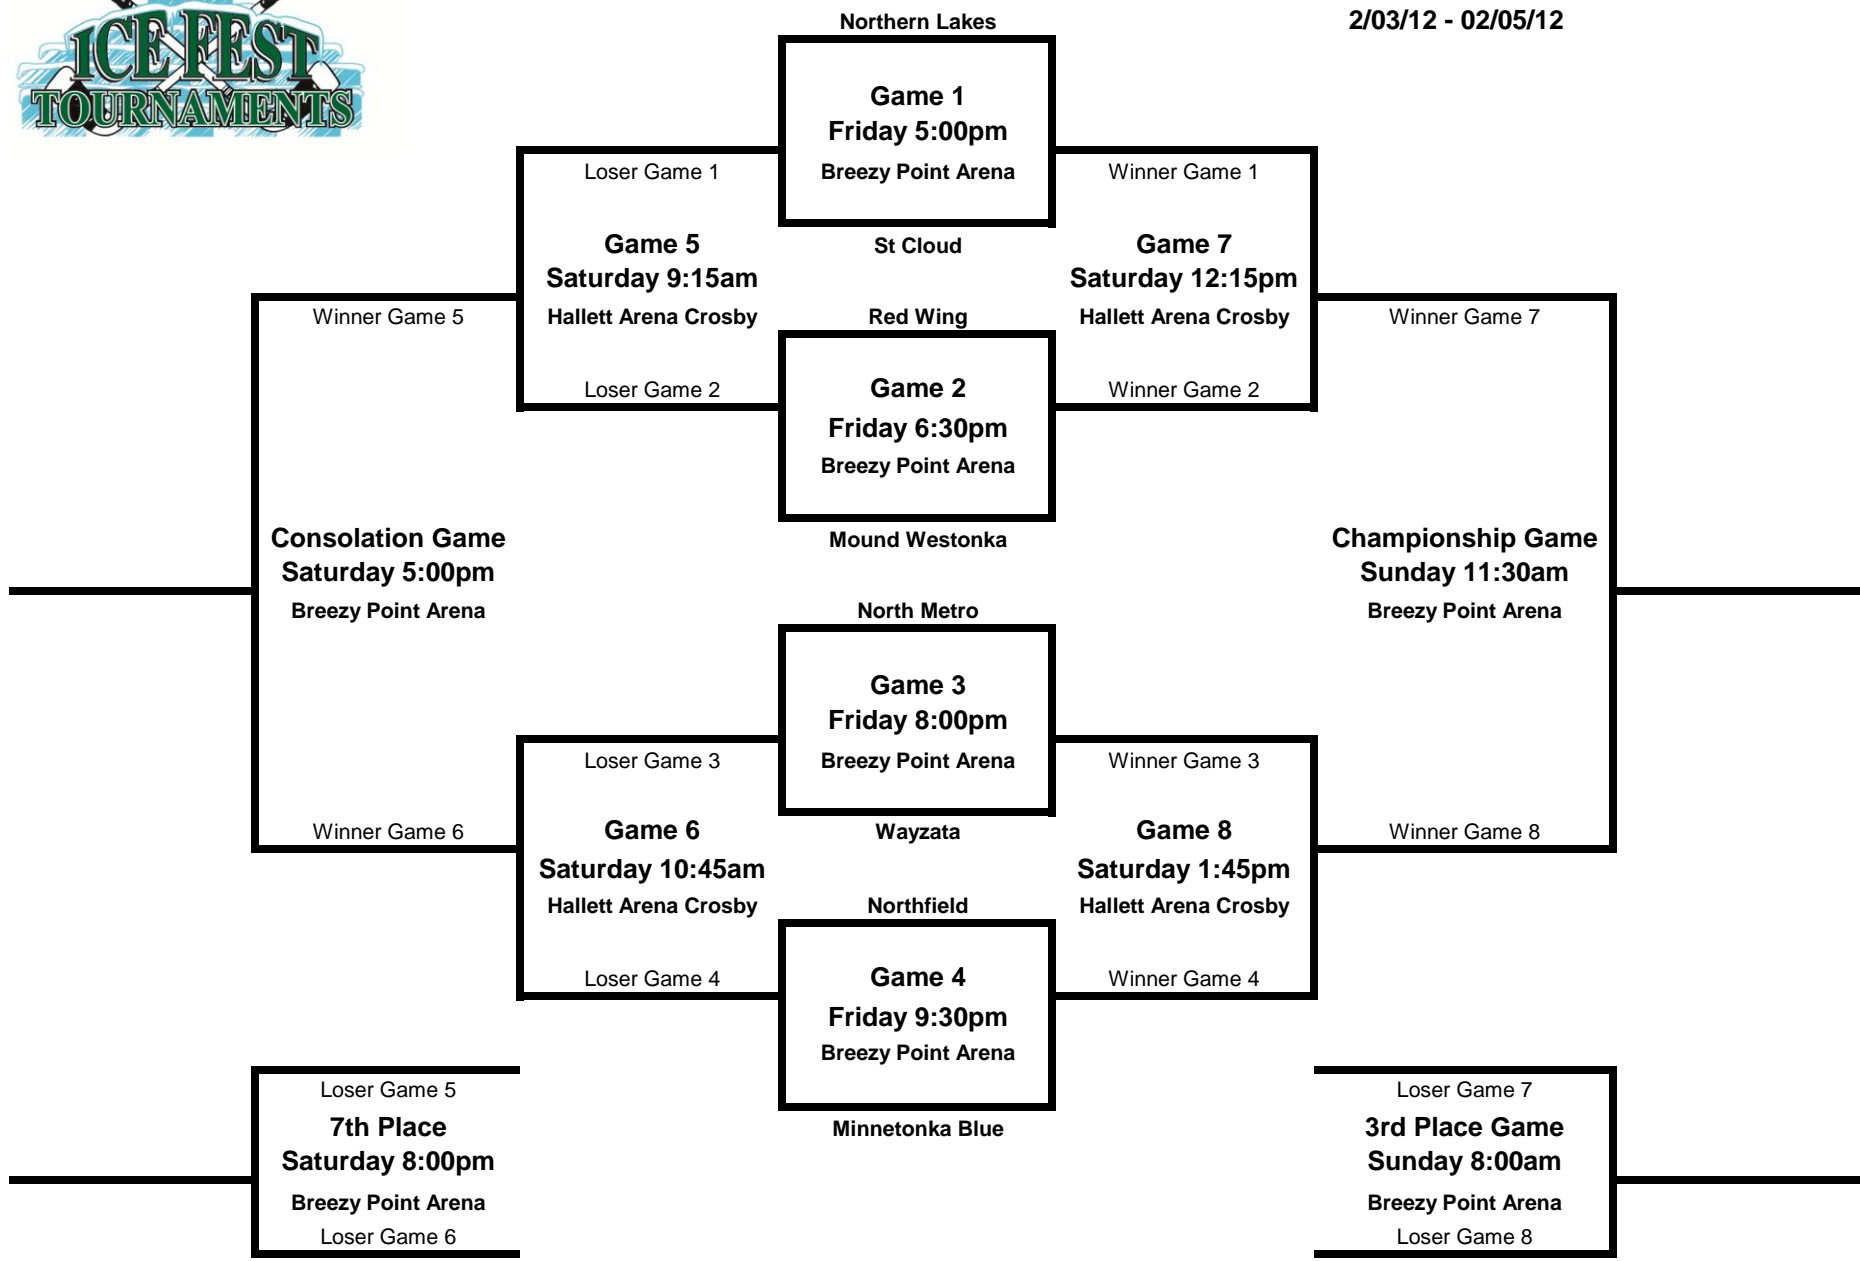 ICE FEST
TOURNAMENTS
Northern Lakes
2/03/12 - 02/05/12
Game 1
Friday 5:00pm
Breezy Point Arena
St Cloud
Loser Game 1
Game 5
Saturday 9:15am
Hallett Arena Crosby
Loser Game 2
Winner Game 1
Game 7
Saturday 12:15pm
Hallett Arena Crosby
Winner Game 2
Red Wing
Game 2
Friday 6:30pm
Breezy Point Arena
Mound Westonka
Winner Game 5
Consolation Game
Saturday 5:00pm
Breezy Point Arena
Winner Game 6
Winner Game 7
Championship Game
Sunday 11:30am
Breezy Point Arena
Winner Game 8
North Metro
Game 3
Friday 8:00pm
Breezy Point Arena
Wayzata
Loser Game 3
Game 6
Saturday 10:45am
Hallett Arena Crosby
Loser Game 4
Winner Game 3
Game 8
Saturday 1:45pm
Hallett Arena Crosby
Winner Game 4
Northfield
Game 4
Friday 9:30pm
Breezy Point Arena
Minnetonka Blue
Loser Game 5
7th Place
Saturday 8:00pm
Breezy Point Arena
Loser Game 6
Loser Game 7
3rd Place Game
Sunday 8:00am
Breezy Point Arena
Loser Game 8